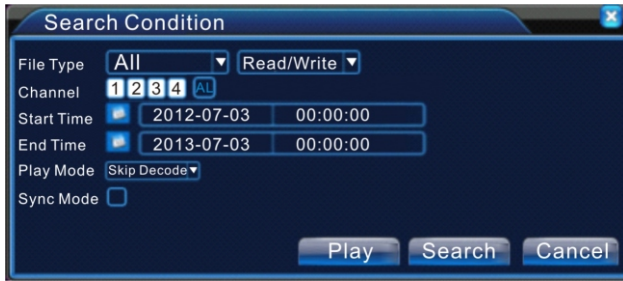 Search Condition
File Type All Read/Write
Channel 1 2 3 4 AL
Start Time 2012-07-03 00:00:00
End Time 2013-07-03 00:00:00
Play Mode Skip Decode
Sync Mode
Play Search Cancel